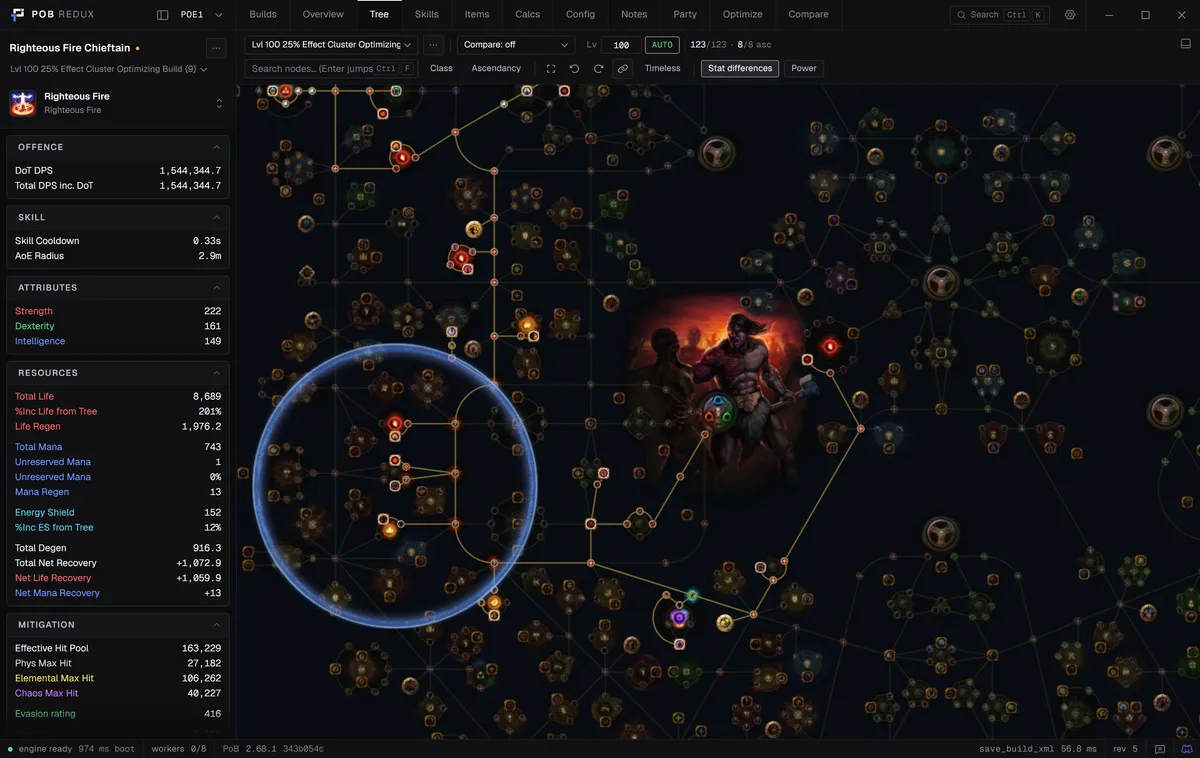 POB REDUX
POE1
Builds
Overview
Tree
Skills
Items
Calcs
Config
Notes
Party
Optimize
Compare
Search Ctrl K
Righteous Fire Chieftain
Lvl 100 25% Effect Cluster Optimizing Build (9)
Righteous Fire
Righteous Fire
Lvl 100 25% Effect Cluster Optimizing
Compare: off
Lv 100 AUTO 123/123 · 8/8 asc
Search nodes... (Enter jumps Ctrl F
Class
Ascendancy
Timeless
Stat differences
Power
OFFENCE
DoT DPS 1,544,344.7
Total DPS inc. DoT 1,544,344.7
SKILL
Skill Cooldown 0.33s
AoE Radius 2.9m
ATTRIBUTES
Strength 222
Dexterity 161
Intelligence 149
RESOURCES
Total Life 8,689
%Inc Life from Tree 201%
Life Regen 1,976.2
Total Mana 743
Unreserved Mana 1
Unreserved Mana 0%
Mana Regen 13
Energy Shield 152
%Inc ES from Tree 12%
Total Degen 916.3
Total Net Recovery +1,072.9
Net Life Recovery +1,059.9
Net Mana Recovery +13
MITIGATION
Effective Hit Pool 163,229
Phys Max Hit 27,182
Elemental Max Hit 106,262
Chaos Max Hit 40,227
Evasion rating 416
engine ready 974 ms boot
workers 0/8
PoB 2.68.1 343b054c
save_build_xml 56.8 ms
rev 5